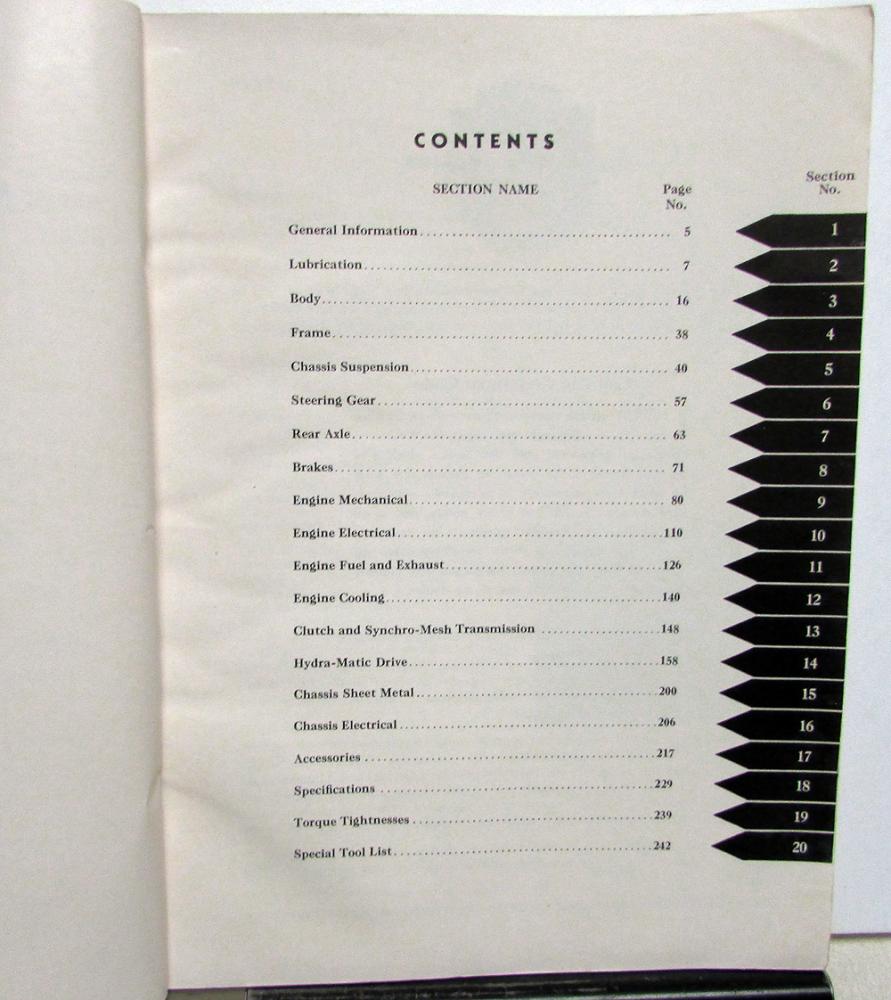 CONTENTS
SECTION NAME Page No. Section No.
General Information 5 1
Lubrication 7 2
Body 16 3
Frame 38 4
Chassis Suspension 40 5
Steering Gear 57 6
Rear Axle 63 7
Brakes 71 8
Engine Mechanical 80 9
Engine Electrical 110 10
Engine Fuel and Exhaust 126 11
Engine Cooling 140 12
Clutch and Synchro-Mesh Transmission 148 13
Hydra-Matic Drive 158 14
Chassis Sheet Metal 200 15
Chassis Electrical 206 16
Accessories 217 17
Specifications 229 18
Torque Tightnesses 239 19
Special Tool List 242 20